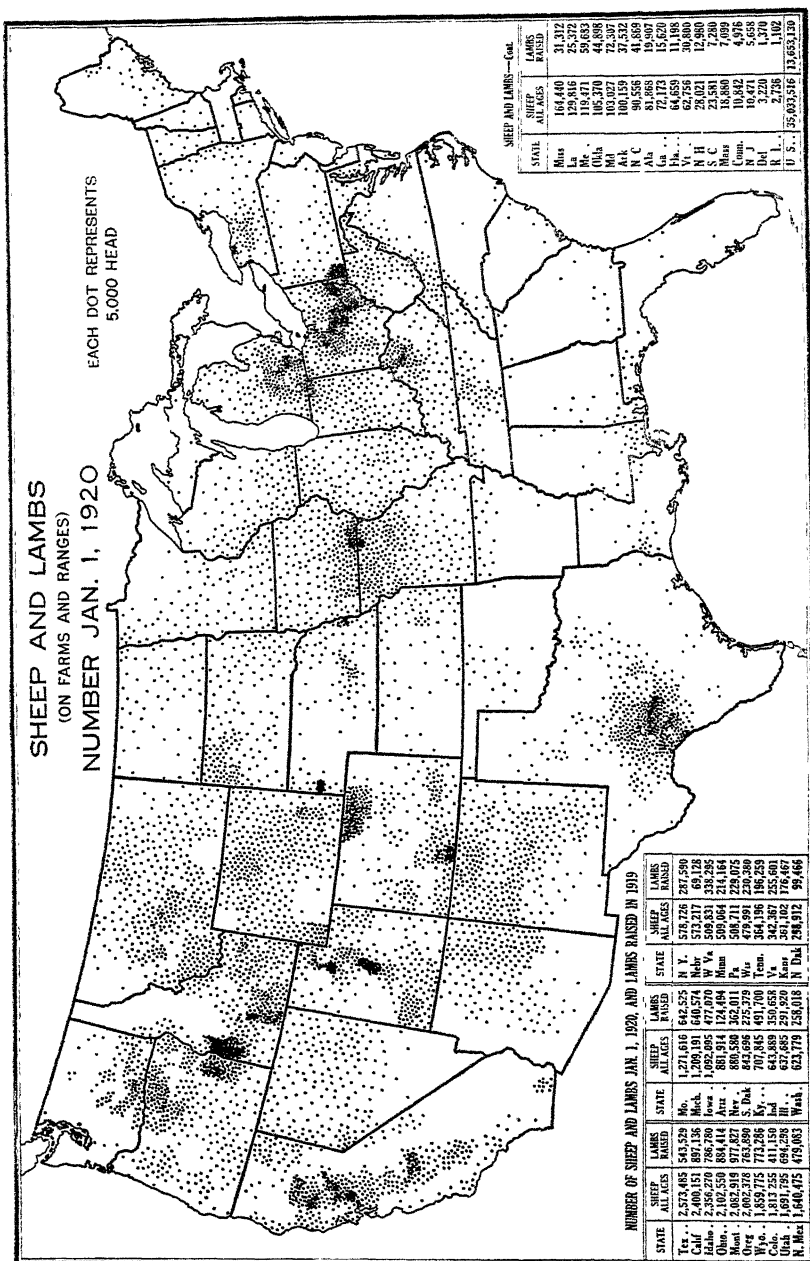 SHEEP AND LAMBS
(ON FARMS AND RANGES)
NUMBER JAN. 1, 1920
EACH DOT REPRESENTS
5,000 HEAD
NUMBER OF SHEEP AND LAMBS JAN. 1, 1920, AND LAMBS RAISED IN 1919
STATE SHEEP ALL AGES LAMBS RAISED STATE SHEEP ALL AGES LAMBS RAISED STATE SHEEP ALL AGES LAMBS RAISED
Tex.. 2,573,485 543,529 Mo. 1,271,616 642,525 N Y. 578,726 287,590
Calif 2,400,151 897,136 Mich. 1,209,191 640,574 Nebr 573,217 69,128
Idaho. 2,356,270 786,780 Iowa . 1,092,095 477,070 W Va 509,831 339,295
Ohio.. 2,102,550 884,414 Ariz . 881,914 124,494 Minn 509,064 214,164
Mont . 2,082,919 977,827 Nev. 880,580 362,011 Pa 508,711 229,075
Oreg . 2,002,378 763,890 S. Dak 843,696 275,379 Wis 479,991 230,380
Wyo. . 1,859,775 773,286 Ky. . 707,845 491,700 Tenn. 364,196 196,259
Colo. 1,813,255 411,150 Ind 643,889 350,658 Va 342,367 255,601
Utah . 1,691,795 694,298 Ill. 637,685 291,920 Kans 361,102 176,467
N. Mex 1,640,475 479,083 Wash 623,779 258,018 N Dak 298,912 99,466
SHEEP AND LAMBS—Cont.
STATE SHEEP ALL AGES LAMBS RAISED
Miss 164,440 31,312
La 129,816 25,372
Me . 119,471 59,683
Okla 105,370 44,898
Md 103,027 72,307
Ark 100,159 37,532
N C 90,556 41,869
Ala 81,868 19,907
Ga . . 72,173 15,620
Fla. . 64,659 11,198
Vt . 62,756 30,800
N H 28,021 12,980
S C 23,581 7,280
Mass 18,880 7,099
Conn. 10,842 4,976
N J 10,471 5,658
Del 3,220 1,370
R I. 2,736 1,102
U S.. 35,033,516 13,653,130